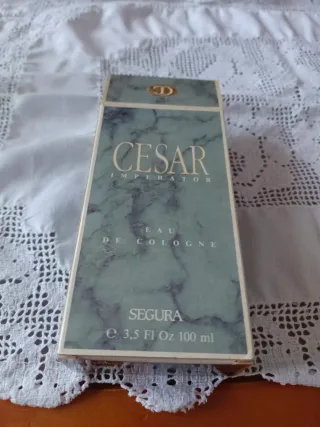 CESAR
IMPERATOR
EAU
DE COLOGNE
SEGURA
℮ 3,5 Fl Oz 100 ml